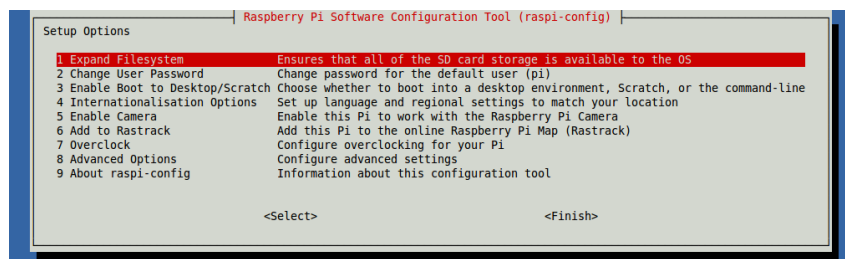 Raspberry Pi Software Configuration Tool (raspi-config)
Setup Options
1 Expand Filesystem Ensures that all of the SD card storage is available to the OS
2 Change User Password Change password for the default user (pi)
3 Enable Boot to Desktop/Scratch Choose whether to boot into a desktop environment, Scratch, or the command-line
4 Internationalisation Options Set up language and regional settings to match your location
5 Enable Camera Enable this Pi to work with the Raspberry Pi Camera
6 Add to Rastrack Add this Pi to the online Raspberry Pi Map (Rastrack)
7 Overclock Configure overclocking for your Pi
8 Advanced Options Configure advanced settings
9 About raspi-config Information about this configuration tool
<Select> <Finish>